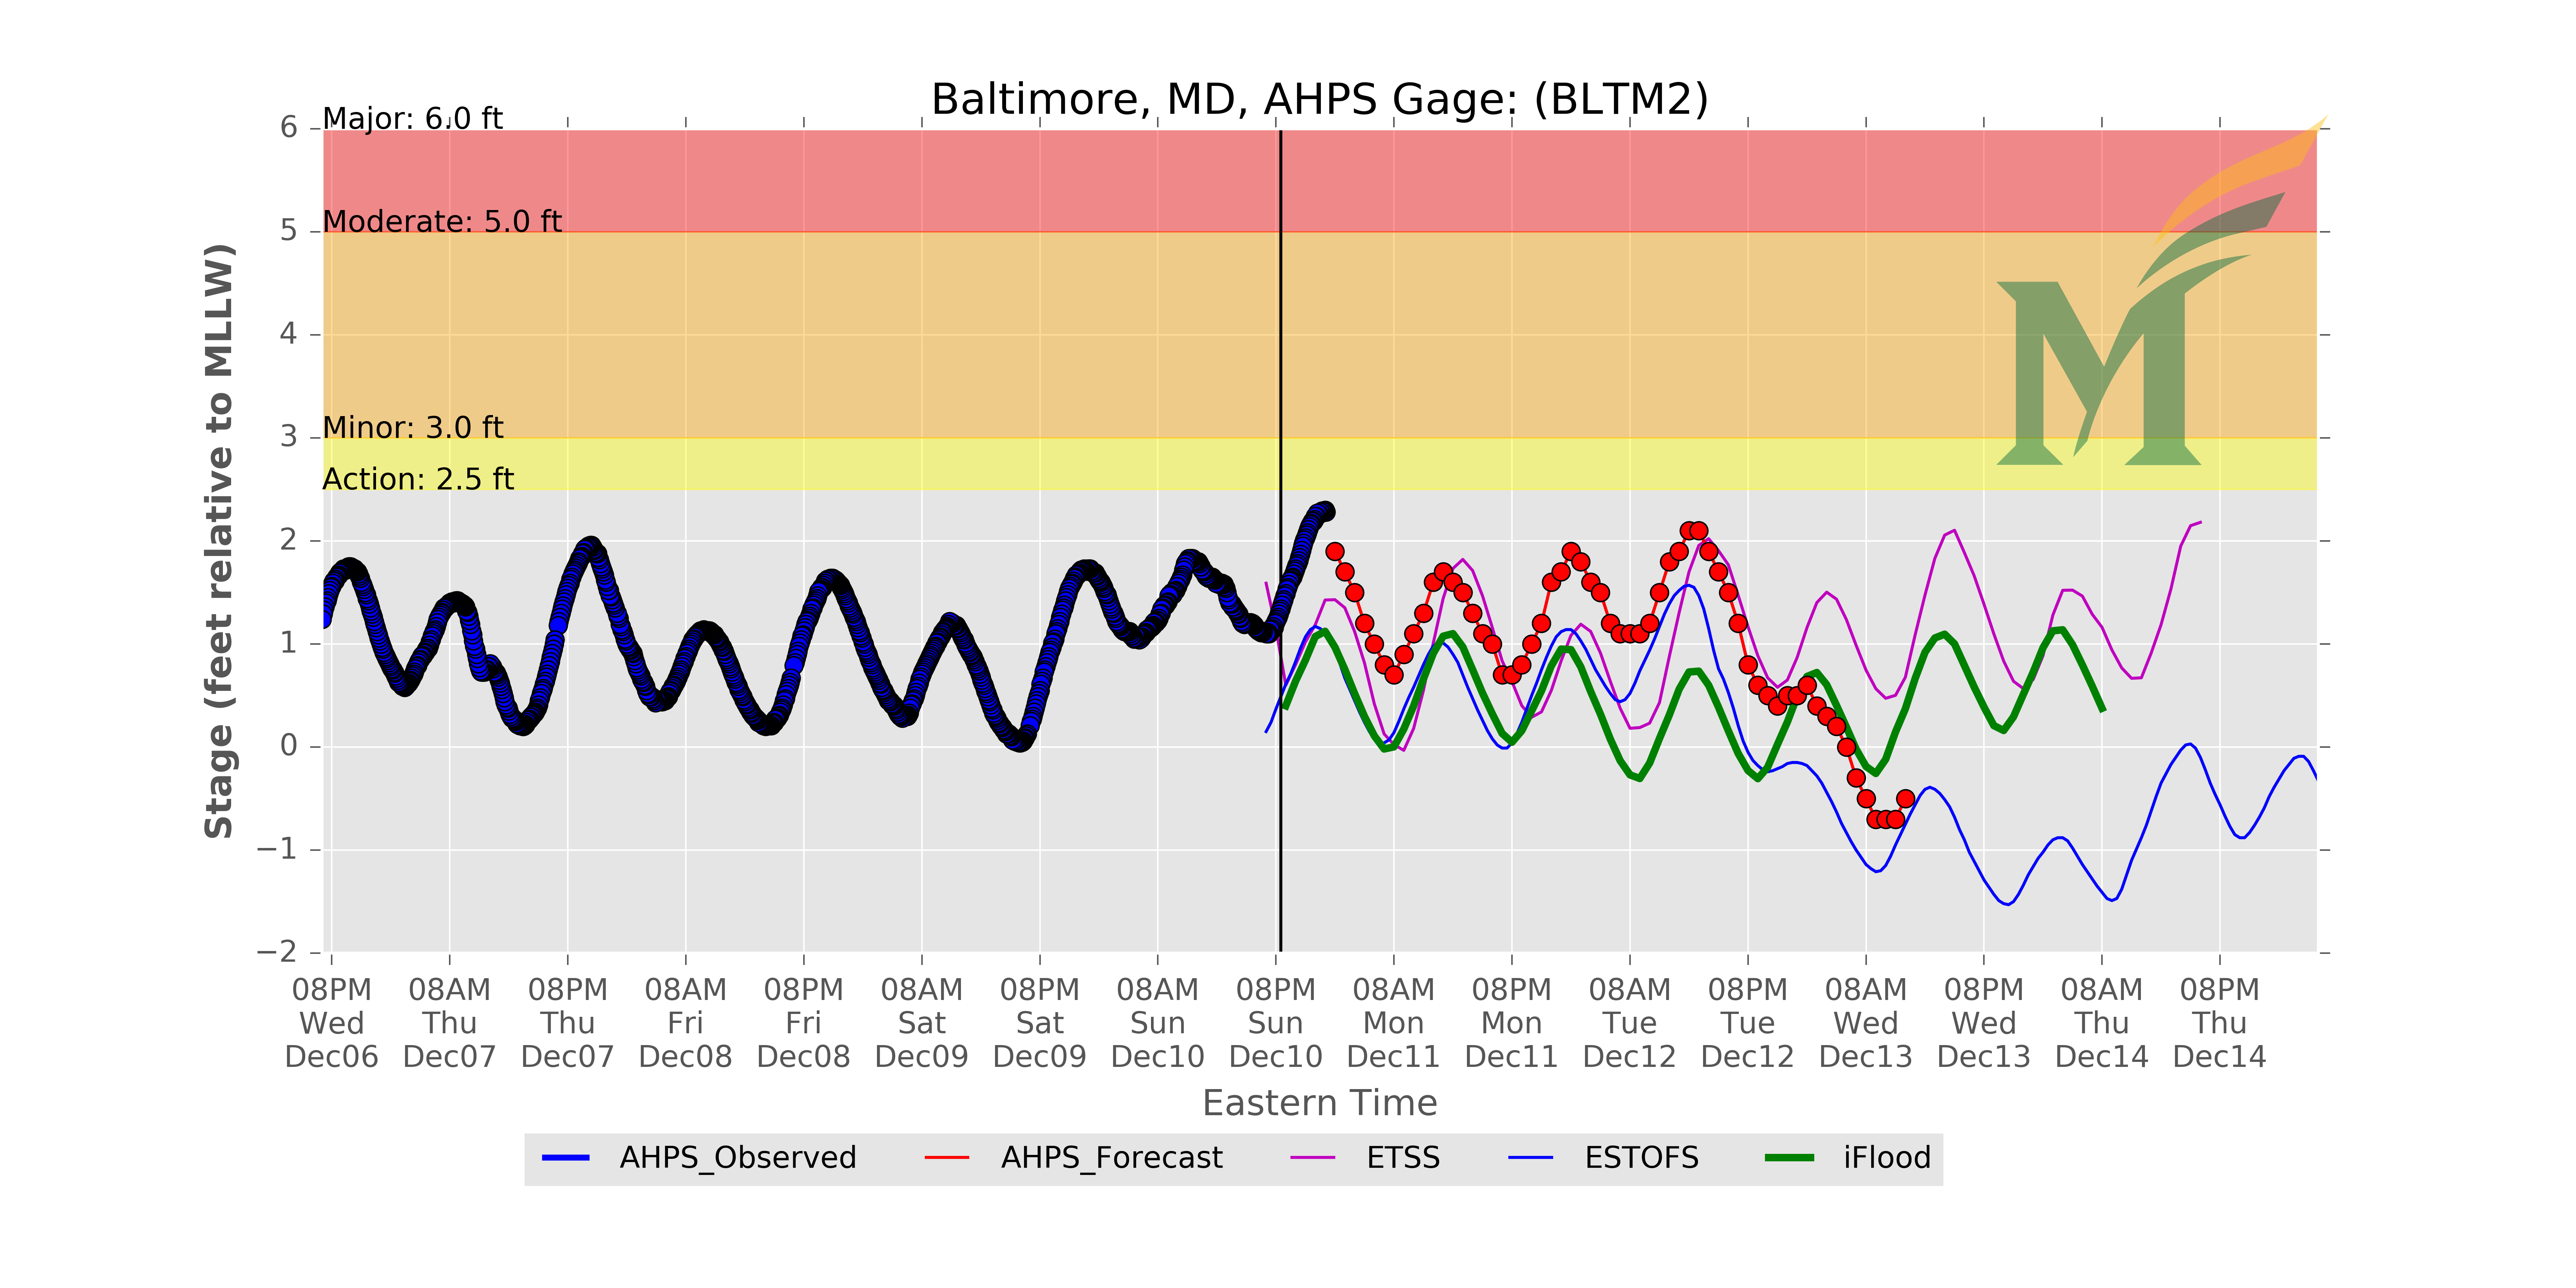 Baltimore, MD, AHPS Gage: (BLTM2)
Major: 6.0 ft
Moderate: 5.0 ft
Minor: 3.0 ft
Action: 2.5 ft
6
5
4
3
2
1
0
−1
−2
Stage (feet relative to MLLW)
M
08PM 08AM 08PM 08AM 08PM 08AM 08PM 08AM 08PM 08AM 08PM 08AM 08PM 08AM 08PM 08AM 08PM
Wed Thu Thu Fri Fri Sat Sat Sun Sun Mon Mon Tue Tue Wed Wed Thu Thu
Dec06 Dec07 Dec07 Dec08 Dec08 Dec09 Dec09 Dec10 Dec10 Dec11 Dec11 Dec12 Dec12 Dec13 Dec13 Dec14 Dec14
Eastern Time
AHPS_Observed AHPS_Forecast ETSS ESTOFS iFlood